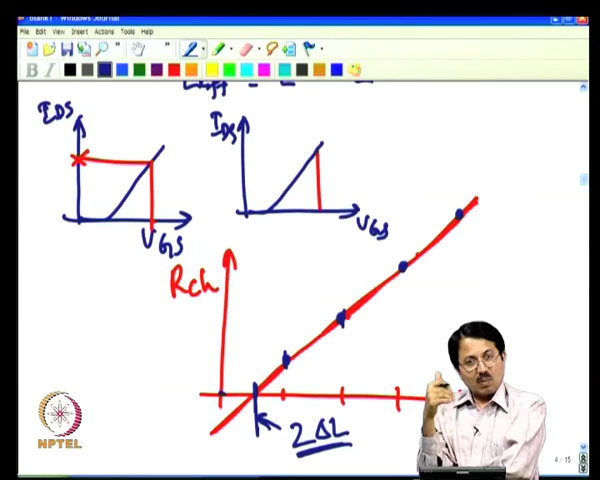 Blank1 - Windows Journal
File Edit View Insert Actions Tools Help
B I
Leff = L
IDS
IDS
VGS
VGS
Rch
2ΔL
NPTEL
4 / 15